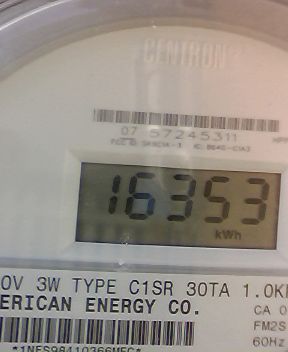 CENTRON
07 57245311
16353
kWh
0V 3W TYPE C1SR 30TA 1.0K
ERICAN ENERGY CO.
CA 0
FM2S
60Hz